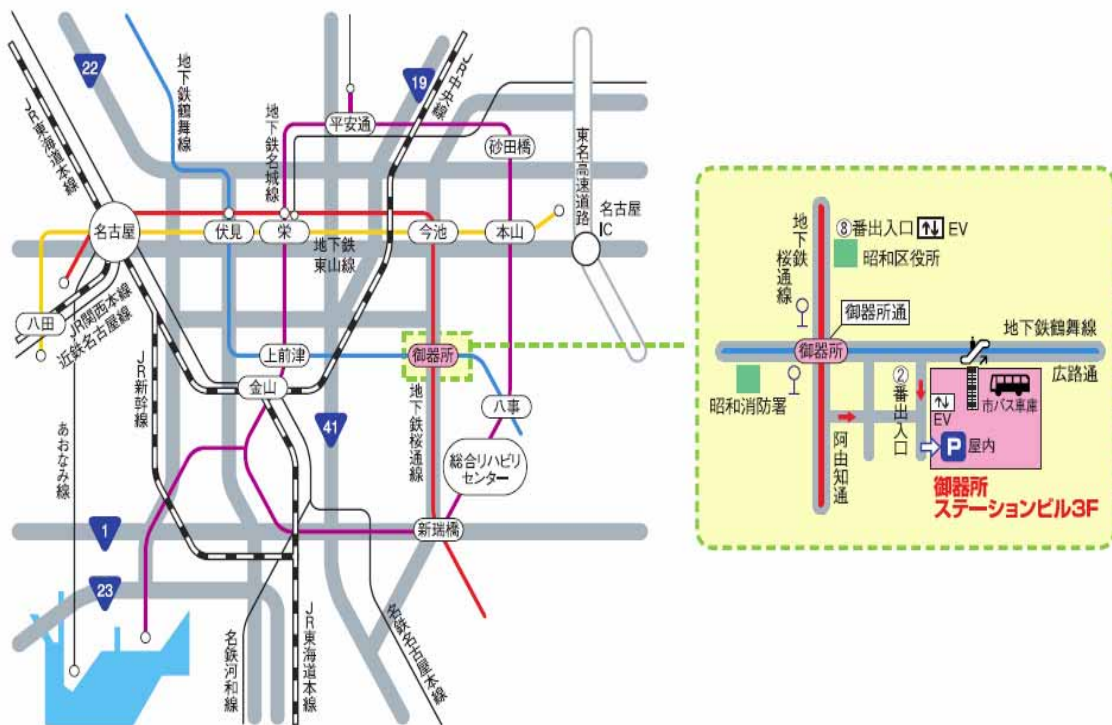 22
19
地下鉄鶴舞線
JR中央線
JR東海道本線
地下鉄名城線
平安通
砂田橋
東名高速道路
名古屋
IC
名古屋
伏見
栄
今池
本山
地下鉄
東山線
八田
JR関西本線
近鉄名古屋線
上前津
御器所
金山
JR新幹線
八事
41
地下鉄桜通線
総合リハビリ
センター
あおなみ線
新瑞橋
1
23
名鉄河和線
JR東海道本線
名鉄名古屋本線
⑧番出入口 EV
昭和区役所
地下鉄
桜通線
御器所通
地下鉄鶴舞線
御器所
広路通
昭和消防署
②番出入口
EV
市バス車庫
P 屋内
阿由知通
御器所
ステーションビル3F